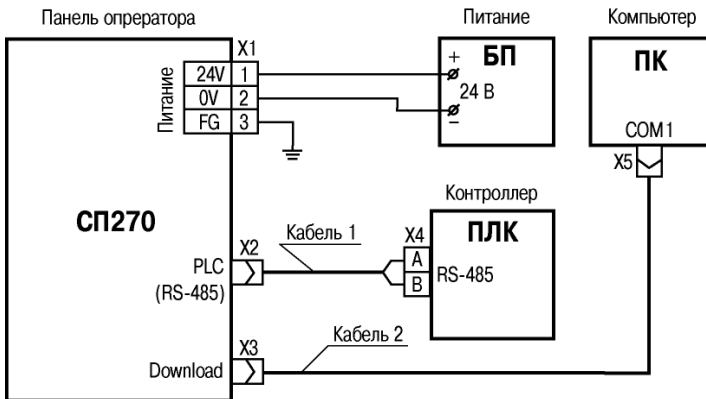 Панель опрератора
Питание
Компьютер
X1
24V 1
0V 2
FG 3
Питание
+
БП
24 В
–
ПК
COM1
X5
СП270
Контроллер
Кабель 1
X4
ПЛК
A
B
RS-485
X2
PLC
(RS-485)
X3
Кабель 2
Download